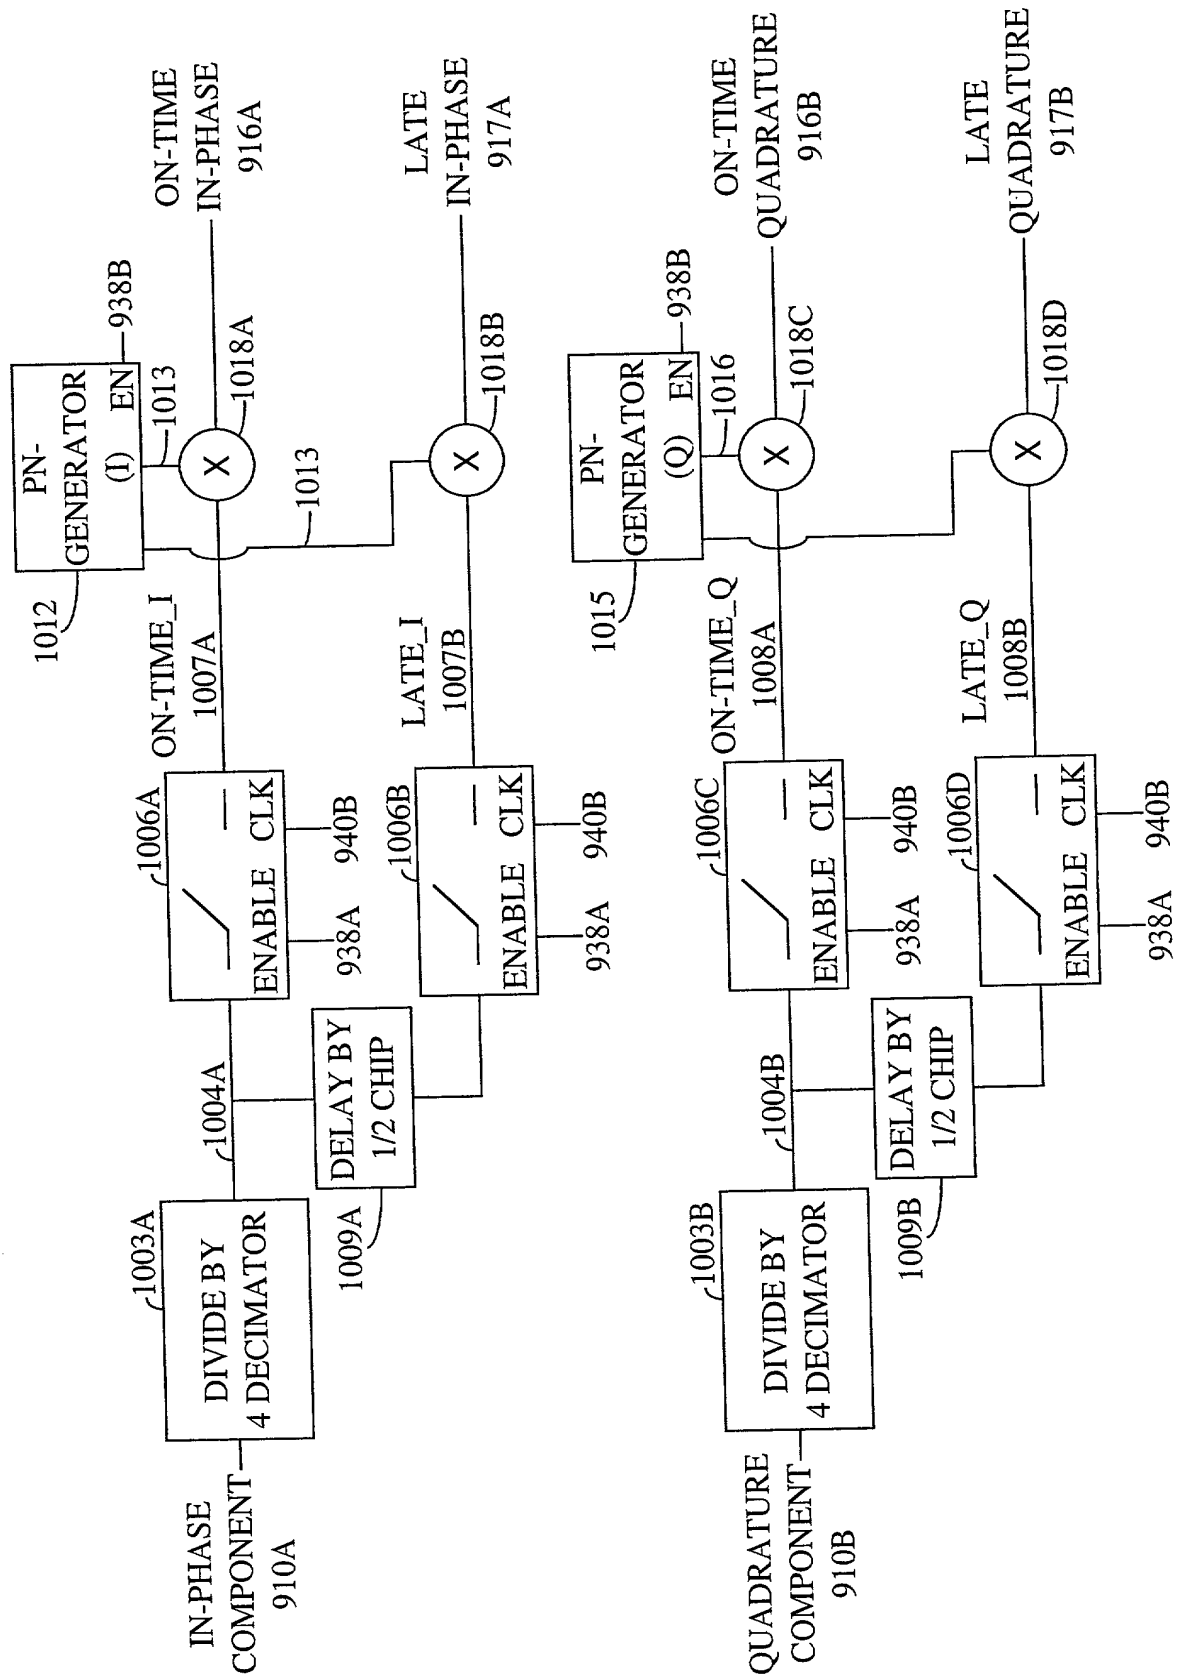 IN-PHASE
COMPONENT
910A
1003A
DIVIDE BY
4 DECIMATOR
1004A
1009A
DELAY BY
1/2 CHIP
1006A
ENABLE CLK
938A
940B
1006B
ENABLE CLK
938A
940B
ON-TIME_I
1007A
LATE_I
1007B
1012
PN-
GENERATOR
(I) EN
938B
1013
1013
X
1018A
X
1018B
ON-TIME
IN-PHASE
916A
LATE
IN-PHASE
917A
QUADRATURE
COMPONENT
910B
1003B
DIVIDE BY
4 DECIMATOR
1004B
1009B
DELAY BY
1/2 CHIP
1006C
ENABLE CLK
938A
940B
1006D
ENABLE CLK
938A
940B
ON-TIME_Q
1008A
LATE_Q
1008B
1015
PN-
GENERATOR
(Q) EN
938B
1016
X
1018C
X
1018D
ON-TIME
QUADRATURE
916B
LATE
QUADRATURE
917B